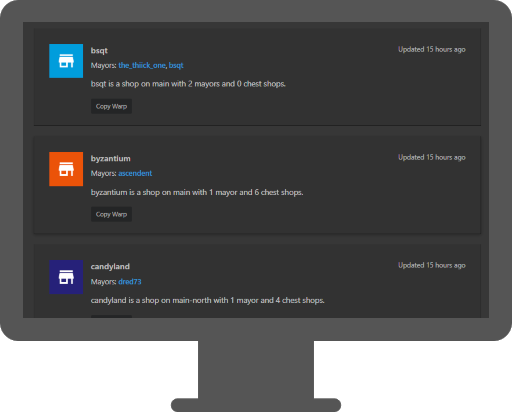 bsqt
Updated 15 hours ago
Mayors: the_thiick_one, bsqt
bsqt is a shop on main with 2 mayors and 0 chest shops.
Copy Warp
byzantium
Updated 15 hours ago
Mayors: ascendent
byzantium is a shop on main with 1 mayor and 6 chest shops.
Copy Warp
candyland
Updated 15 hours ago
Mayors: dred73
candyland is a shop on main-north with 1 mayor and 4 chest shops.